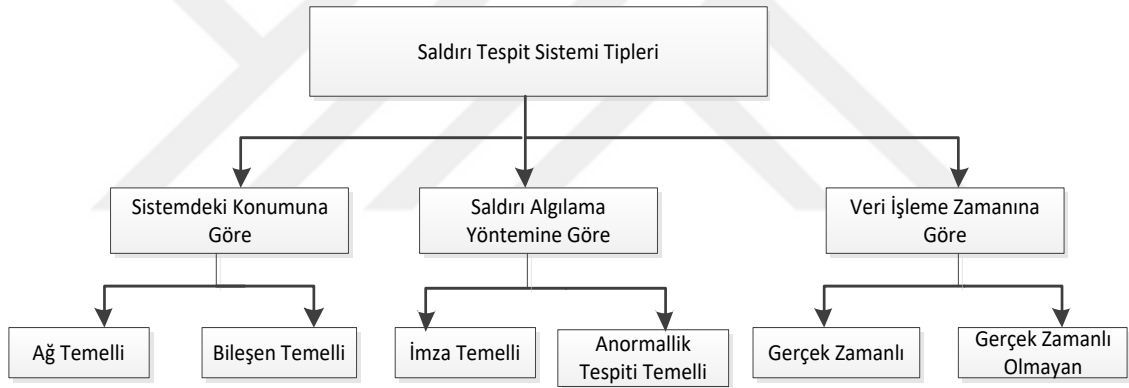 Saldırı Tespit Sistemi Tipleri
Sistemdeki Konumuna
Göre
Saldırı Algılama
Yöntemine Göre
Veri İşleme Zamanına
Göre
Ağ Temelli
Bileşen Temelli
İmza Temelli
Anormallik
Tespiti Temelli
Gerçek Zamanlı
Gerçek Zamanlı
Olmayan